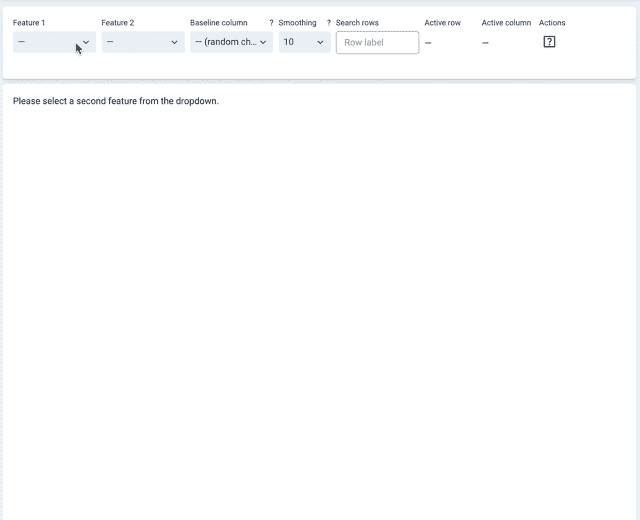 Feature 1 Feature 2 Baseline column ? Smoothing ? Search rows Active row Active column Actions
-- -- -- (random ch... 10 Row label -- -- ?
Please select a second feature from the dropdown.